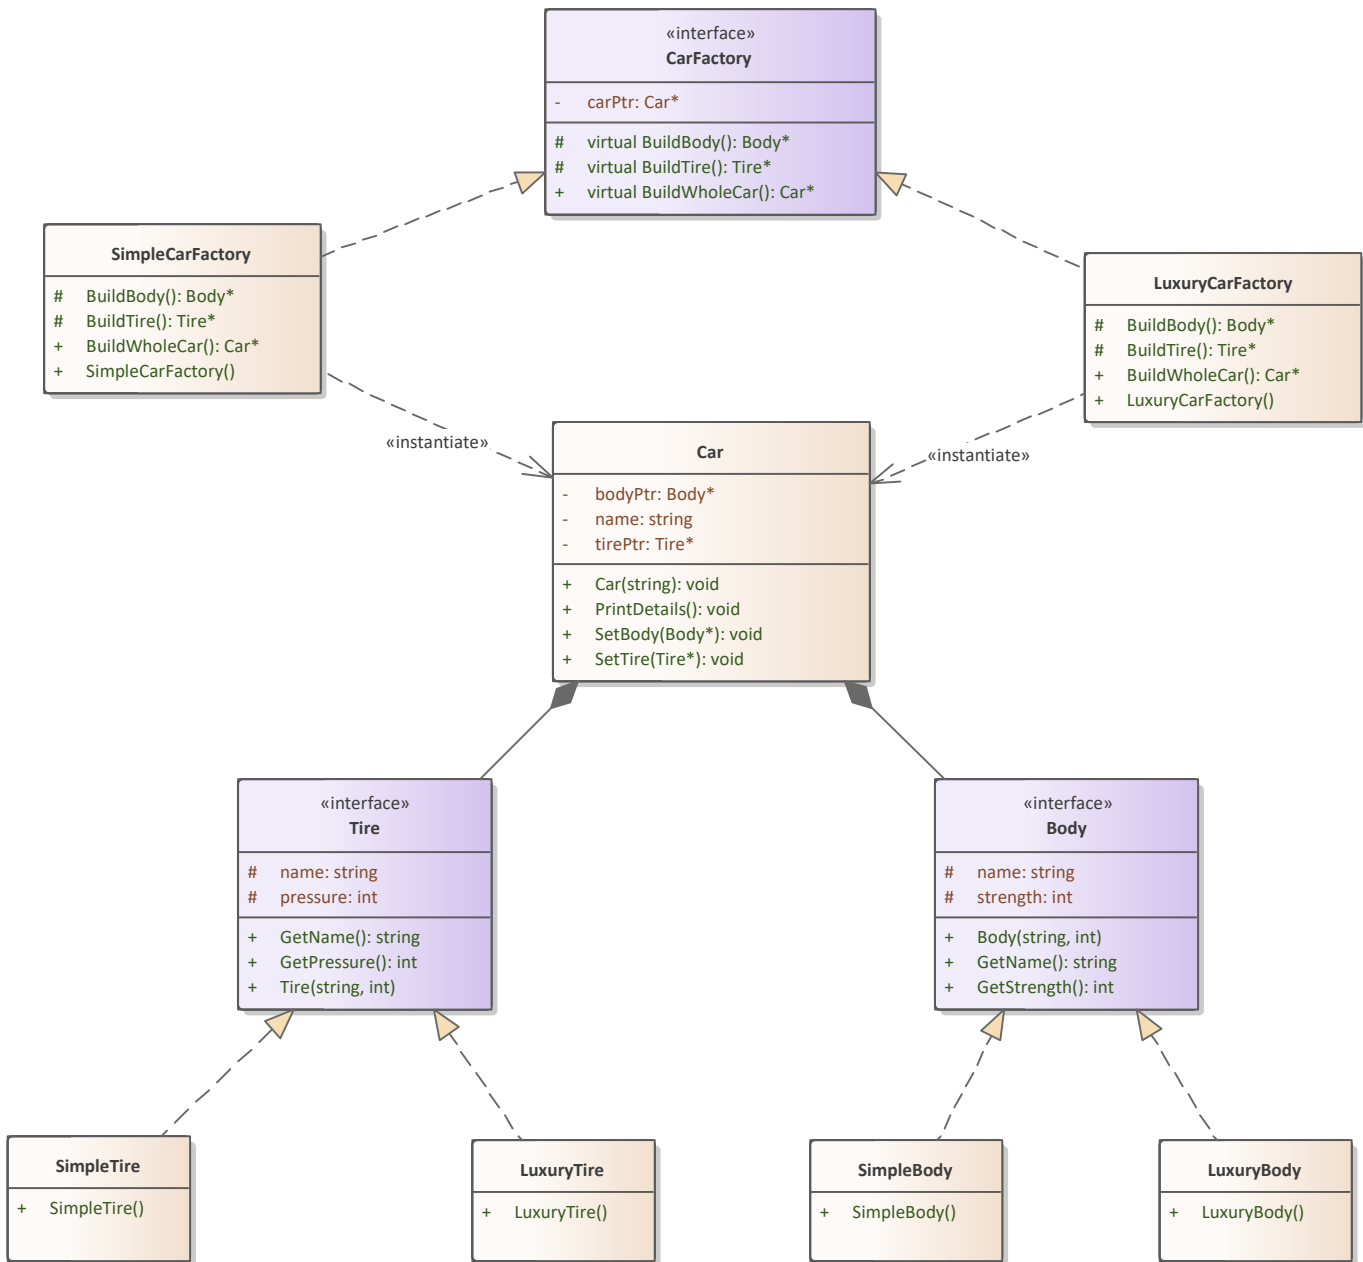 «interface»
CarFactory
- carPtr: Car*
# virtual BuildBody(): Body*
# virtual BuildTire(): Tire*
+ virtual BuildWholeCar(): Car*
SimpleCarFactory
# BuildBody(): Body*
# BuildTire(): Tire*
+ BuildWholeCar(): Car*
+ SimpleCarFactory()
LuxuryCarFactory
# BuildBody(): Body*
# BuildTire(): Tire*
+ BuildWholeCar(): Car*
+ LuxuryCarFactory()
«instantiate»
«instantiate»
Car
- bodyPtr: Body*
- name: string
- tirePtr: Tire*
+ Car(string): void
+ PrintDetails(): void
+ SetBody(Body*): void
+ SetTire(Tire*): void
«interface»
Tire
# name: string
# pressure: int
+ GetName(): string
+ GetPressure(): int
+ Tire(string, int)
«interface»
Body
# name: string
# strength: int
+ Body(string, int)
+ GetName(): string
+ GetStrength(): int
SimpleTire
+ SimpleTire()
LuxuryTire
+ LuxuryTire()
SimpleBody
+ SimpleBody()
LuxuryBody
+ LuxuryBody()